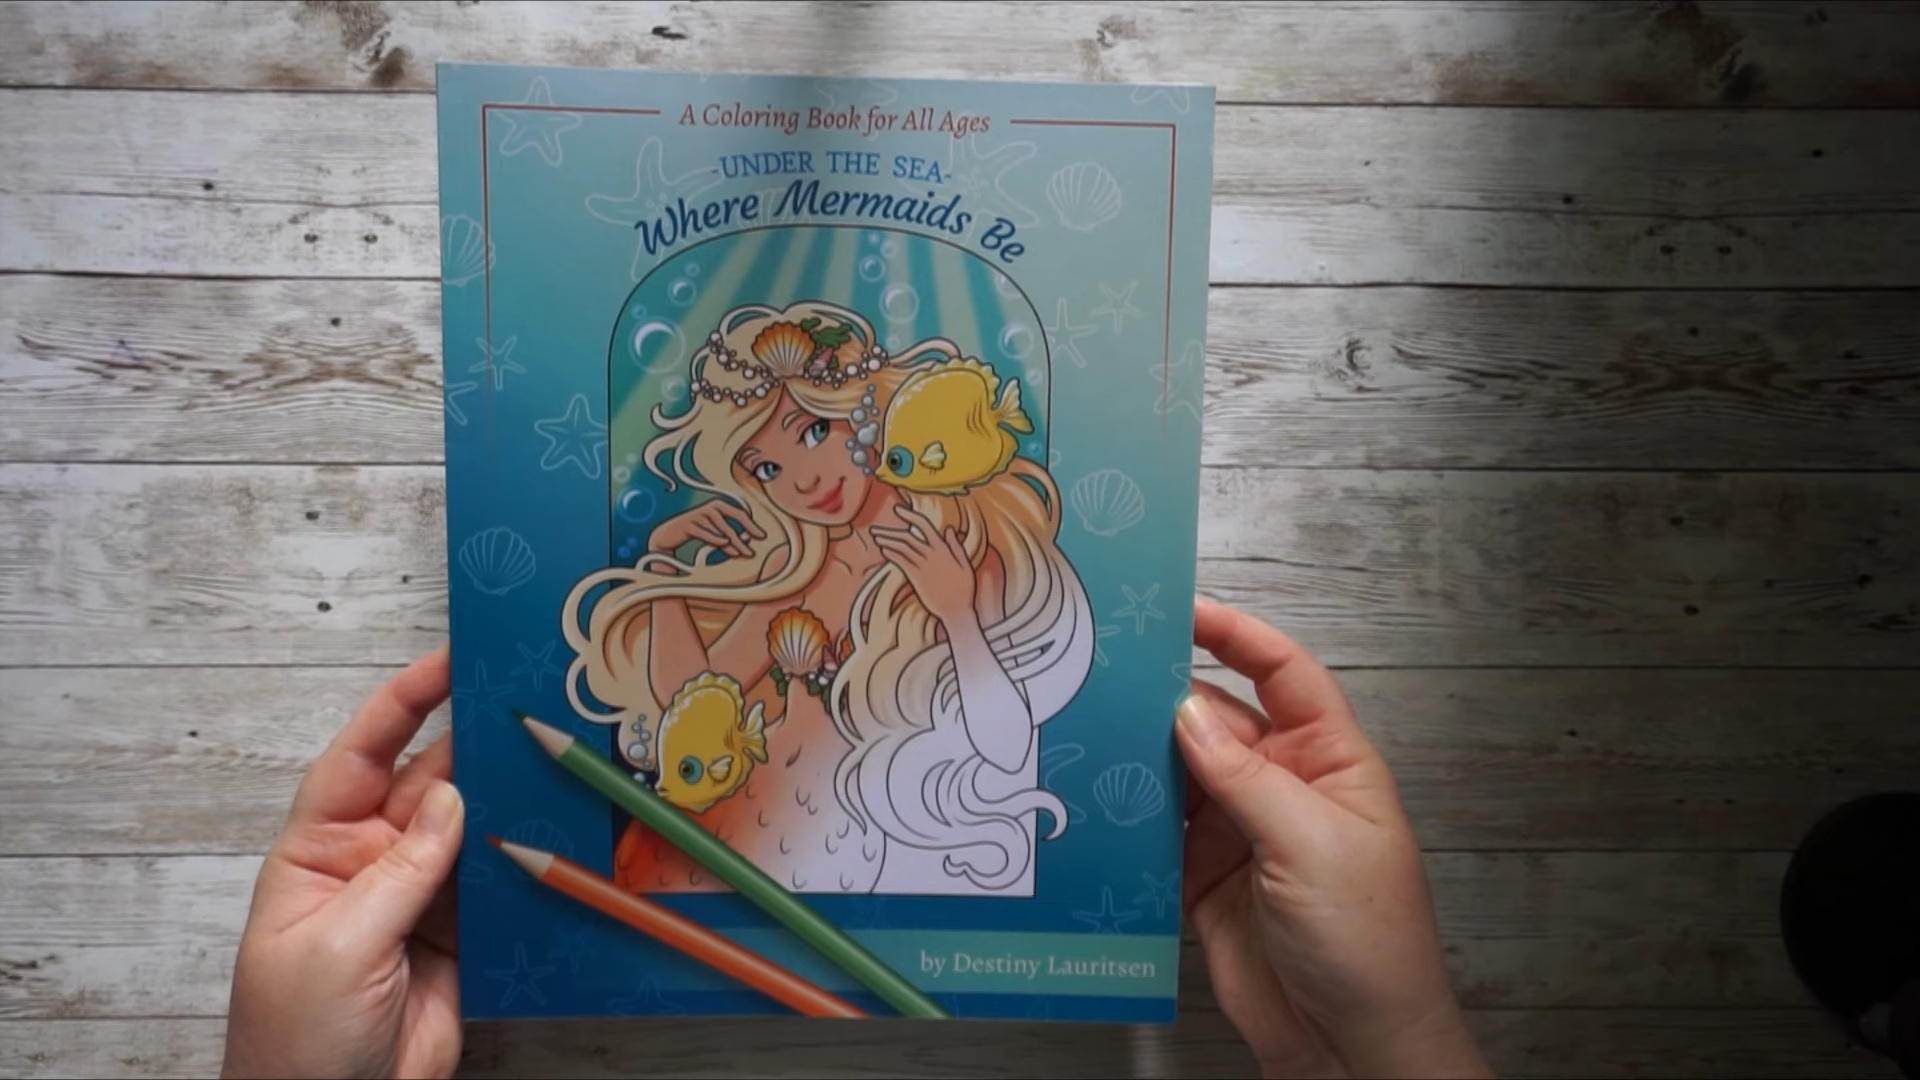 A Coloring Book for All Ages
-UNDER THE SEA-
Where Mermaids Be
by Destiny Lauritsen